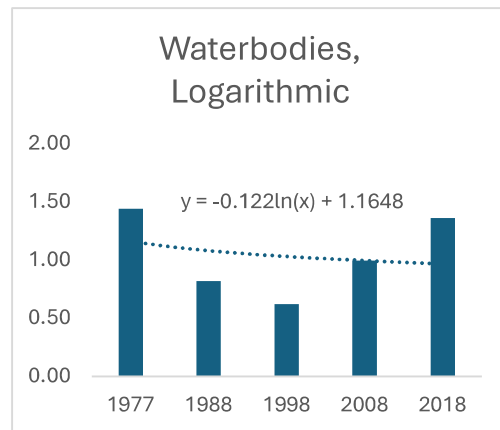 Waterbodies,
Logarithmic
2.00
y = -0.122ln(x) + 1.1648
1.50
1.00
0.50
0.00
1977 1988 1998 2008 2018